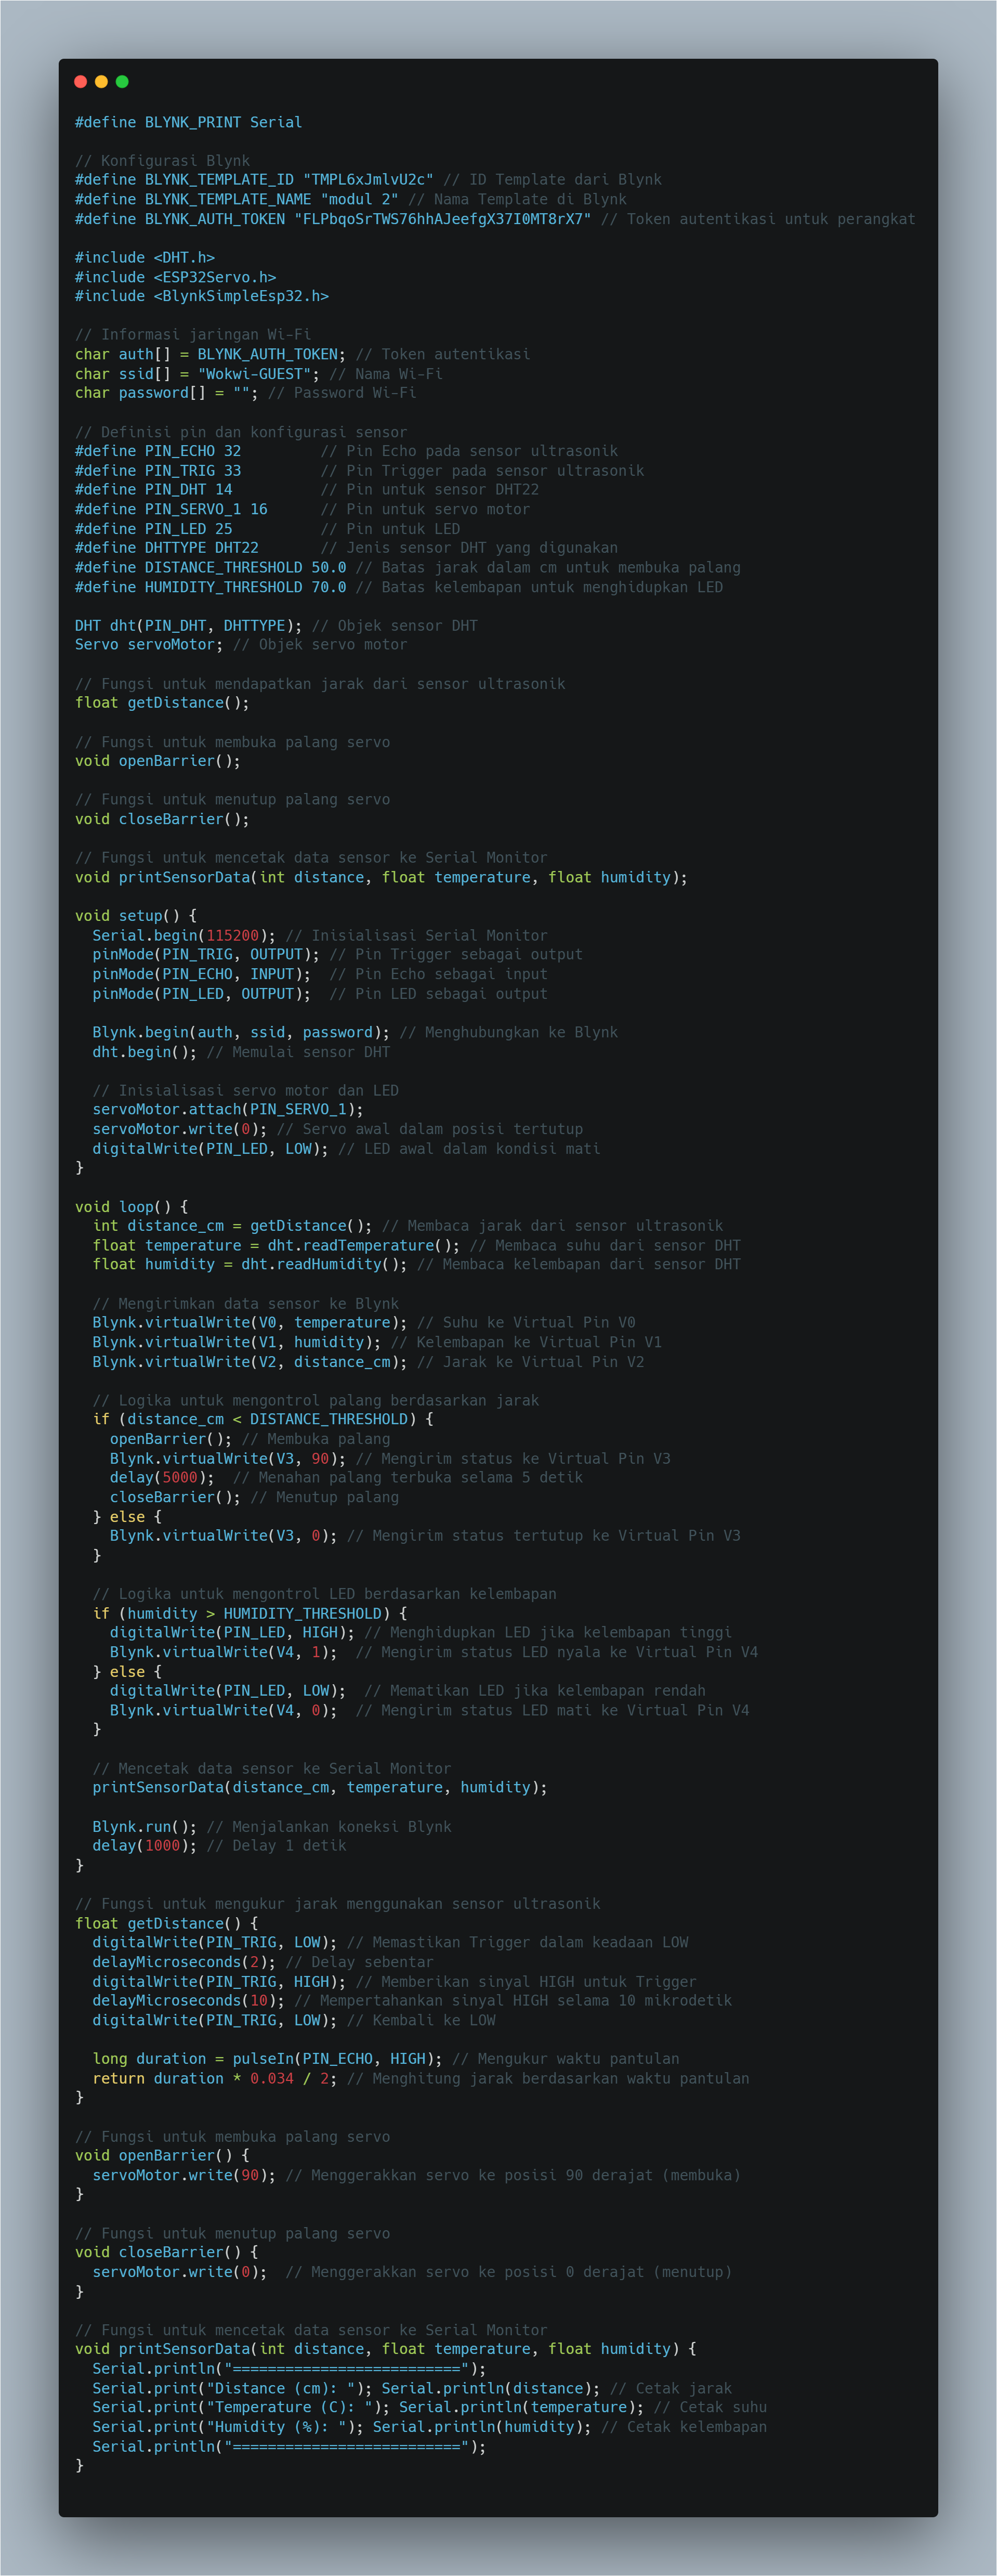 #define BLYNK_PRINT Serial

// Konfigurasi Blynk
#define BLYNK_TEMPLATE_ID "TMPL6xJmlvU2c" // ID Template dari Blynk
#define BLYNK_TEMPLATE_NAME "modul 2" // Nama Template di Blynk
#define BLYNK_AUTH_TOKEN "FLPbqoSrTWS76hhAJeefgX37I0MT8rX7" // Token autentikasi untuk perangkat

#include <DHT.h>
#include <ESP32Servo.h>
#include <BlynkSimpleEsp32.h>

// Informasi jaringan Wi-Fi
char auth[] = BLYNK_AUTH_TOKEN; // Token autentikasi
char ssid[] = "Wokwi-GUEST"; // Nama Wi-Fi
char password[] = ""; // Password Wi-Fi

// Definisi pin dan konfigurasi sensor
#define PIN_ECHO 32         // Pin Echo pada sensor ultrasonik
#define PIN_TRIG 33         // Pin Trigger pada sensor ultrasonik
#define PIN_DHT 14          // Pin untuk sensor DHT22
#define PIN_SERVO_1 16      // Pin untuk servo motor
#define PIN_LED 25          // Pin untuk LED
#define DHTTYPE DHT22       // Jenis sensor DHT yang digunakan
#define DISTANCE_THRESHOLD 50.0 // Batas jarak dalam cm untuk membuka palang
#define HUMIDITY_THRESHOLD 70.0 // Batas kelembapan untuk menghidupkan LED

DHT dht(PIN_DHT, DHTTYPE); // Objek sensor DHT
Servo servoMotor; // Objek servo motor

// Fungsi untuk mendapatkan jarak dari sensor ultrasonik
float getDistance();

// Fungsi untuk membuka palang servo
void openBarrier();

// Fungsi untuk menutup palang servo
void closeBarrier();

// Fungsi untuk mencetak data sensor ke Serial Monitor
void printSensorData(int distance, float temperature, float humidity);

void setup() {
  Serial.begin(115200); // Inisialisasi Serial Monitor
  pinMode(PIN_TRIG, OUTPUT); // Pin Trigger sebagai output
  pinMode(PIN_ECHO, INPUT);  // Pin Echo sebagai input
  pinMode(PIN_LED, OUTPUT);  // Pin LED sebagai output

  Blynk.begin(auth, ssid, password); // Menghubungkan ke Blynk
  dht.begin(); // Memulai sensor DHT

  // Inisialisasi servo motor dan LED
  servoMotor.attach(PIN_SERVO_1);
  servoMotor.write(0); // Servo awal dalam posisi tertutup
  digitalWrite(PIN_LED, LOW); // LED awal dalam kondisi mati
}

void loop() {
  int distance_cm = getDistance(); // Membaca jarak dari sensor ultrasonik
  float temperature = dht.readTemperature(); // Membaca suhu dari sensor DHT
  float humidity = dht.readHumidity(); // Membaca kelembapan dari sensor DHT

  // Mengirimkan data sensor ke Blynk
  Blynk.virtualWrite(V0, temperature); // Suhu ke Virtual Pin V0
  Blynk.virtualWrite(V1, humidity); // Kelembapan ke Virtual Pin V1
  Blynk.virtualWrite(V2, distance_cm); // Jarak ke Virtual Pin V2

  // Logika untuk mengontrol palang berdasarkan jarak
  if (distance_cm < DISTANCE_THRESHOLD) {
    openBarrier(); // Membuka palang
    Blynk.virtualWrite(V3, 90); // Mengirim status ke Virtual Pin V3
    delay(5000);  // Menahan palang terbuka selama 5 detik
    closeBarrier(); // Menutup palang
  } else {
    Blynk.virtualWrite(V3, 0); // Mengirim status tertutup ke Virtual Pin V3
  }

  // Logika untuk mengontrol LED berdasarkan kelembapan
  if (humidity > HUMIDITY_THRESHOLD) {
    digitalWrite(PIN_LED, HIGH); // Menghidupkan LED jika kelembapan tinggi
    Blynk.virtualWrite(V4, 1);  // Mengirim status LED nyala ke Virtual Pin V4
  } else {
    digitalWrite(PIN_LED, LOW);  // Mematikan LED jika kelembapan rendah
    Blynk.virtualWrite(V4, 0);  // Mengirim status LED mati ke Virtual Pin V4
  }

  // Mencetak data sensor ke Serial Monitor
  printSensorData(distance_cm, temperature, humidity);

  Blynk.run(); // Menjalankan koneksi Blynk
  delay(1000); // Delay 1 detik
}

// Fungsi untuk mengukur jarak menggunakan sensor ultrasonik
float getDistance() {
  digitalWrite(PIN_TRIG, LOW); // Memastikan Trigger dalam keadaan LOW
  delayMicroseconds(2); // Delay sebentar
  digitalWrite(PIN_TRIG, HIGH); // Memberikan sinyal HIGH untuk Trigger
  delayMicroseconds(10); // Mempertahankan sinyal HIGH selama 10 mikrodetik
  digitalWrite(PIN_TRIG, LOW); // Kembali ke LOW

  long duration = pulseIn(PIN_ECHO, HIGH); // Mengukur waktu pantulan
  return duration * 0.034 / 2; // Menghitung jarak berdasarkan waktu pantulan
}

// Fungsi untuk membuka palang servo
void openBarrier() {
  servoMotor.write(90); // Menggerakkan servo ke posisi 90 derajat (membuka)
}

// Fungsi untuk menutup palang servo
void closeBarrier() {
  servoMotor.write(0);  // Menggerakkan servo ke posisi 0 derajat (menutup)
}

// Fungsi untuk mencetak data sensor ke Serial Monitor
void printSensorData(int distance, float temperature, float humidity) {
  Serial.println("==========================");
  Serial.print("Distance (cm): "); Serial.println(distance); // Cetak jarak
  Serial.print("Temperature (C): "); Serial.println(temperature); // Cetak suhu
  Serial.print("Humidity (%): "); Serial.println(humidity); // Cetak kelembapan
  Serial.println("==========================");
}